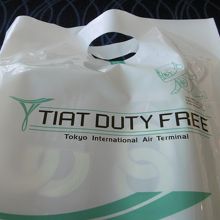 TIAT DUTY FREE
Tokyo International Air Terminal